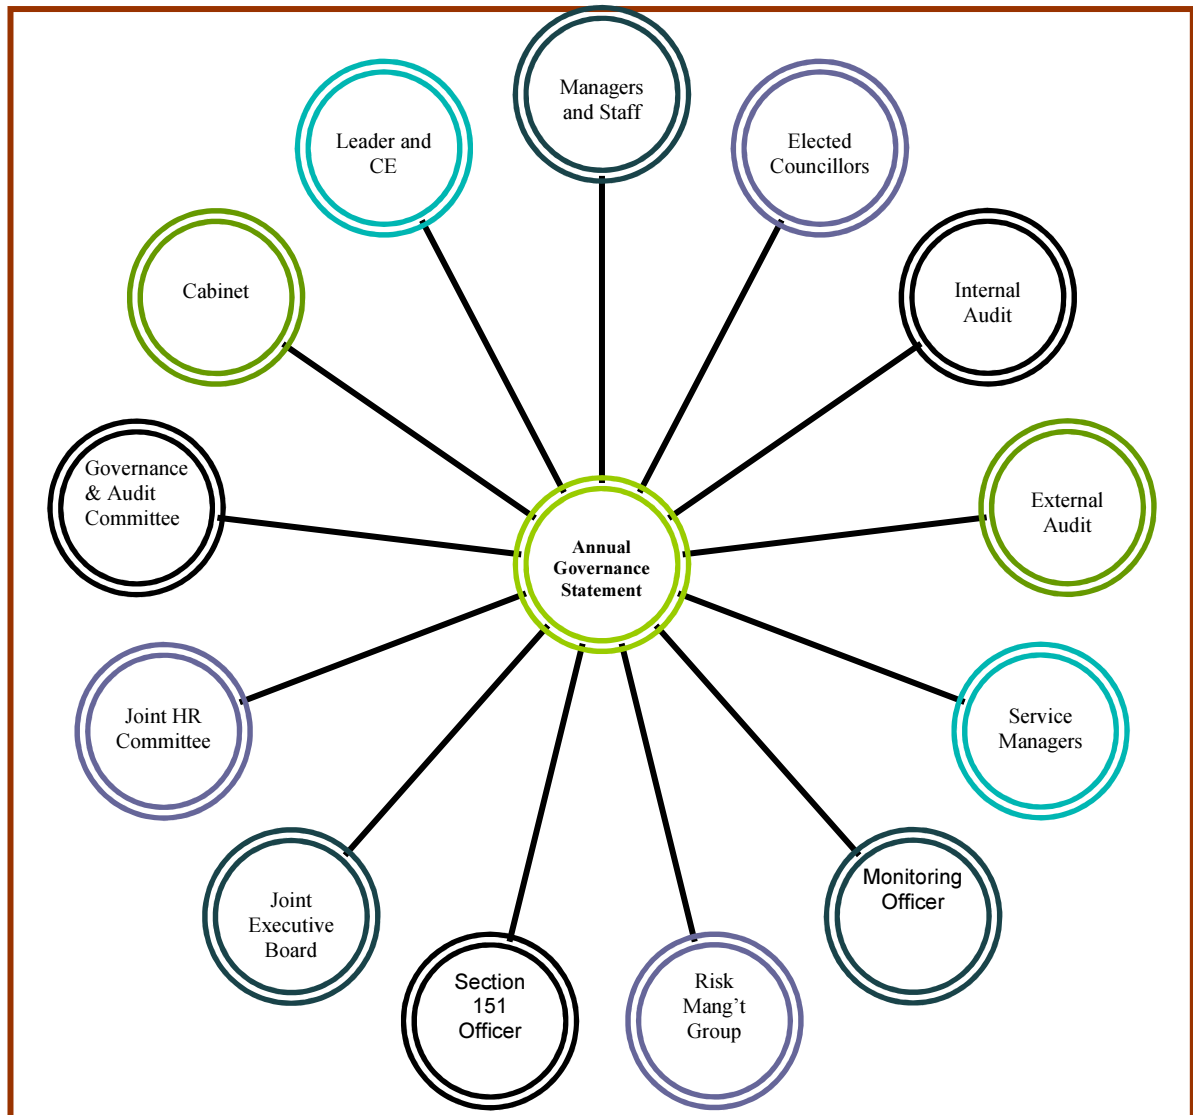 Managers
and Staff
Elected
Councillors
Internal
Audit
External
Audit
Service
Managers
Monitoring
Officer
Risk
Mang’t
Group
Section
151
Officer
Joint
Executive
Board
Joint HR
Committee
Governance
& Audit
Committee
Cabinet
Leader and
CE
Annual
Governance
Statement